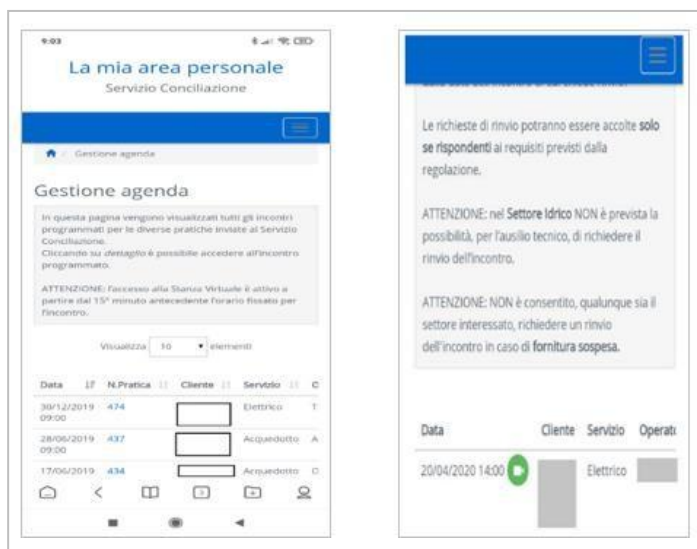 9:03
La mia area personale
Servizio Conciliazione
Gestione agenda
Gestione agenda
In questa pagina vengono visualizzati tutti gli incontri
programmati per le diverse pratiche inviate al Servizio
Conciliazione.
Cliccando su dettaglio è possibile accedere all'incontro
programmato.
ATTENZIONE: l'accesso alla Stanza Virtuale è attivo a
partire dal 15° minuto antecedente l'orario fissato per
l'incontro.
Visualizza 10 elementi
Data N.Pratica Cliente Servizio C
30/12/2019 474 Elettrico T
09:00
28/06/2019 437 Acquedotto A
09:00
17/06/2019 434 Acquedotto O
Le richieste di rinvio potranno essere accolte solo
se rispondenti ai requisiti previsti dalla
regolazione.
ATTENZIONE: nel Settore Idrico NON è prevista la
possibilità, per l'ausilio tecnico, di richiedere il
rinvio dell'incontro.
ATTENZIONE: NON è consentito, qualunque sia il
settore interessato, richiedere un rinvio
dell'incontro in caso di fornitura sospesa.
Data Cliente Servizio Operato
20/04/2020 14:00 Elettrico